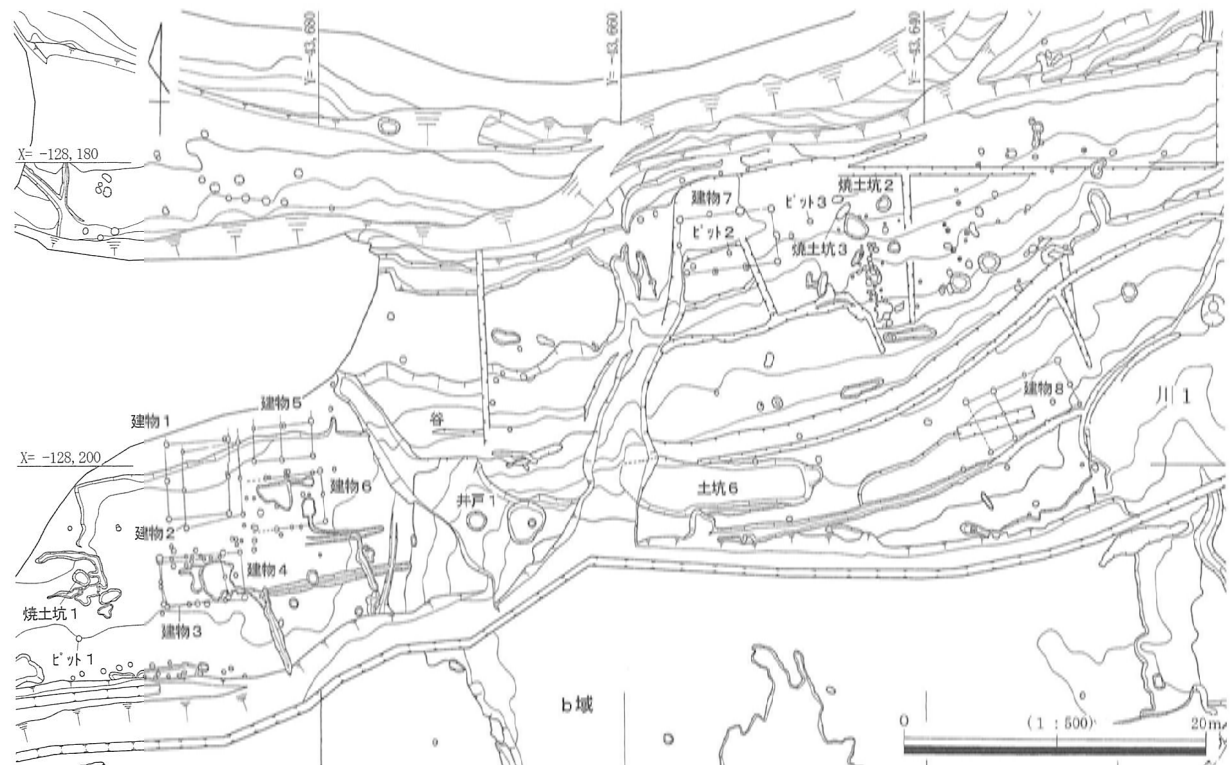 Y= -43,680
Y= -43,660
Y= -43,640
X= -128,180
建物7
ピット3
焼土坑2
ピット2
焼土坑3
建物8
川1
建物5
建物1
谷
X= -128,200
建物6
井戸1
土坑6
建物2
建物4
焼土坑1
建物3
ピット1
b域
0
(1:500)
20m